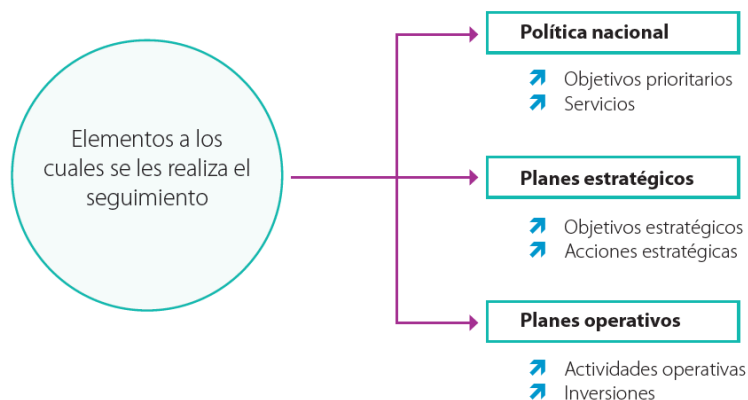 Elementos a los
cuales se les realiza el
seguimiento
Política nacional
Objetivos prioritarios
Servicios
Planes estratégicos
Objetivos estratégicos
Acciones estratégicas
Planes operativos
Actividades operativas
Inversiones